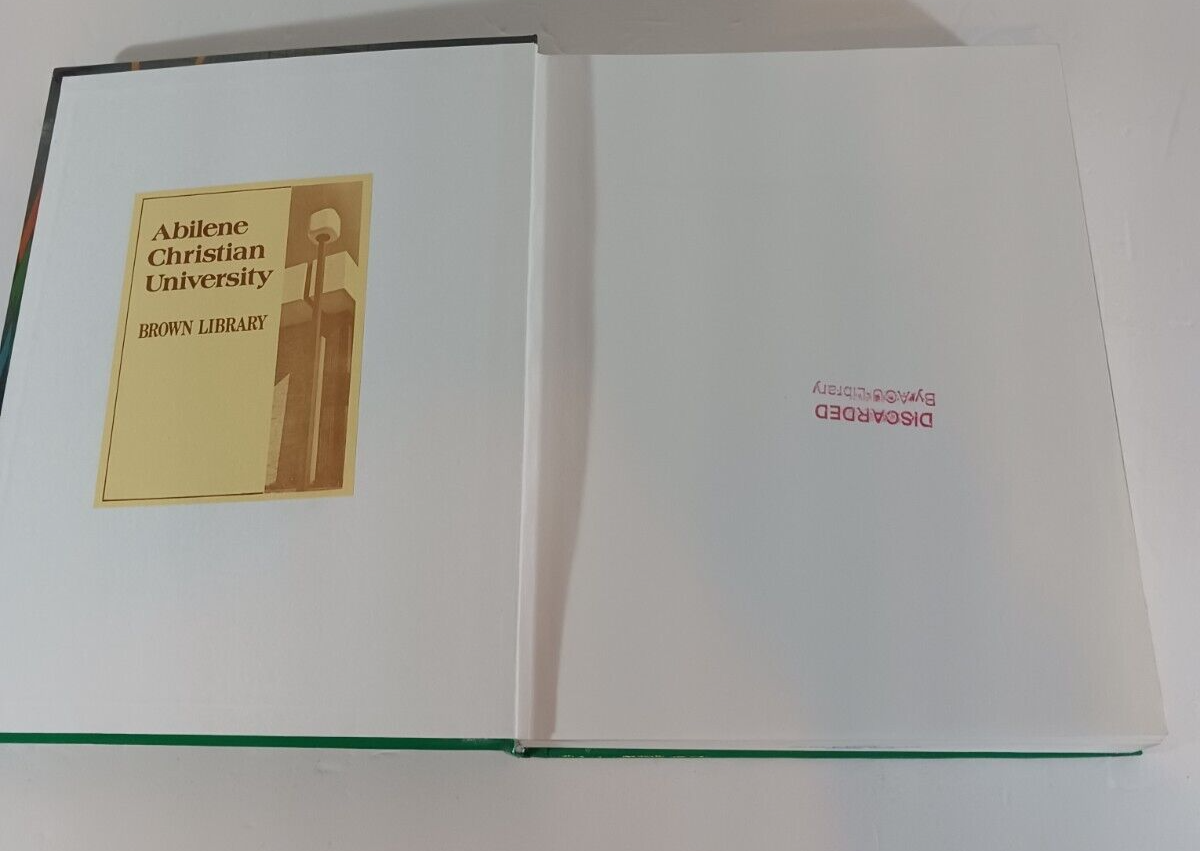 Abilene
Christian
University
BROWN LIBRARY
DISCARDED
By ACU Library